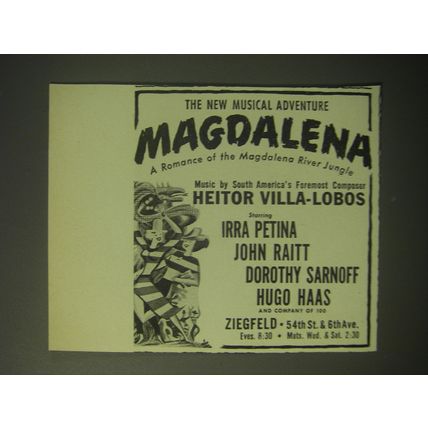 THE NEW MUSICAL ADVENTURE
MAGDALENA
A Romance of the Magdalena River Jungle
Music by South America's Foremost Composer
HEITOR VILLA-LOBOS
Starring
IRRA PETINA
JOHN RAITT
DOROTHY SARNOFF
HUGO HAAS
AND COMPANY OF 100
ZIEGFELD • 54th St. & 6th Ave.
Eves. 8:30 • Mats. Wed. & Sat. 2:30